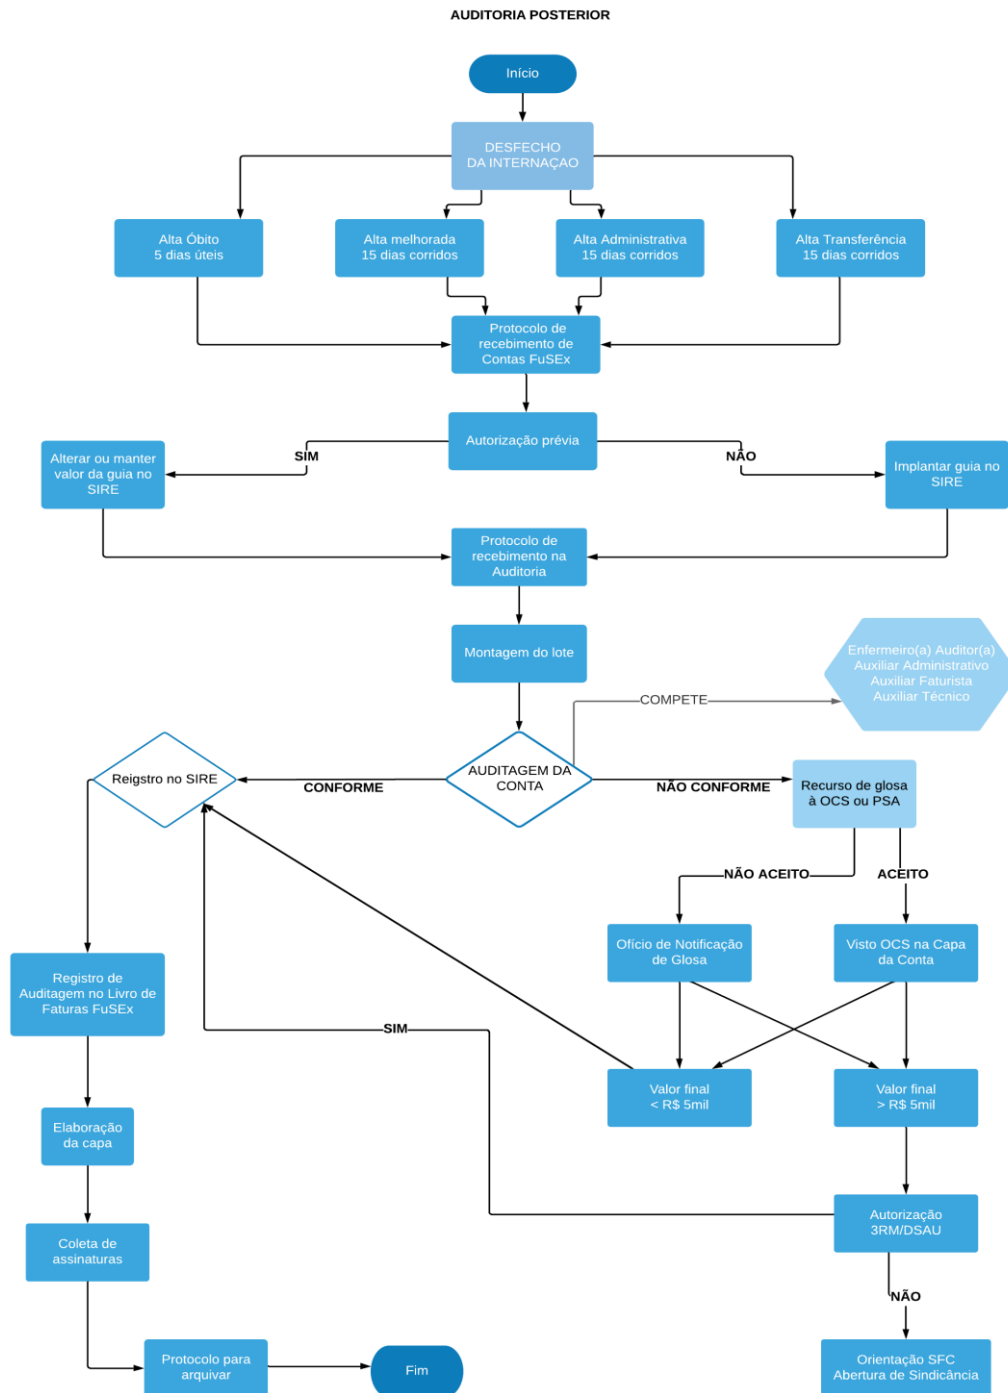 AUDITORIA POSTERIOR
Início
DESFECHO
DA INTERNAÇAO
Alta Óbito
5 dias úteis
Alta melhorada
15 dias corridos
Alta Administrativa
15 dias corridos
Alta Transferência
15 dias corridos
Protocolo de
recebimento de
Contas FuSEx
Autorização prévia
SIM
NÃO
Alterar ou manter
valor da guia no
SIRE
Implantar guia no
SIRE
Protocolo de
recebimento na
Auditoria
Montagem do lote
Enfermeiro(a) Auditor(a)
Auxiliar Administrativo
Auxiliar Faturista
Auxiliar Técnico
COMPETE
AUDITAGEM DA
CONTA
CONFORME
NÃO CONFORME
Reigstro no SIRE
Recurso de glosa
à OCS ou PSA
NÃO ACEITO
ACEITO
Ofício de Notificação
de Glosa
Visto OCS na Capa
da Conta
Registro de
Auditagem no Livro de
Faturas FuSEx
SIM
Valor final
< R$ 5mil
Valor final
> R$ 5mil
Elaboração
da capa
Autorização
3RM/DSAU
Coleta de
assinaturas
NÃO
Protocolo para
arquivar
Fim
Orientação SFC
Abertura de Sindicância